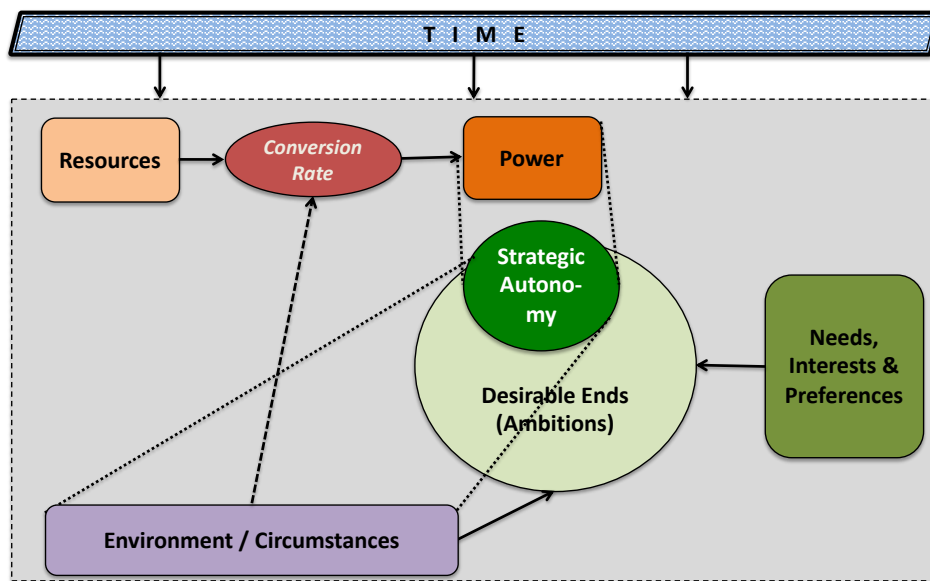 T I M E
Resources
Conversion
Rate
Power
Strategic
Autono-
my
Needs,
Interests &
Preferences
Desirable Ends
(Ambitions)
Environment / Circumstances